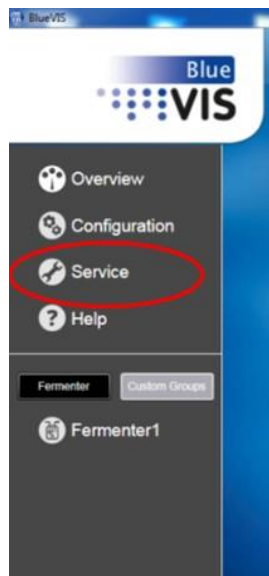 BlueVIS
Blue
VIS
Overview
Configuration
Service
Help
Fermenter
Custom Groups
Fermenter1